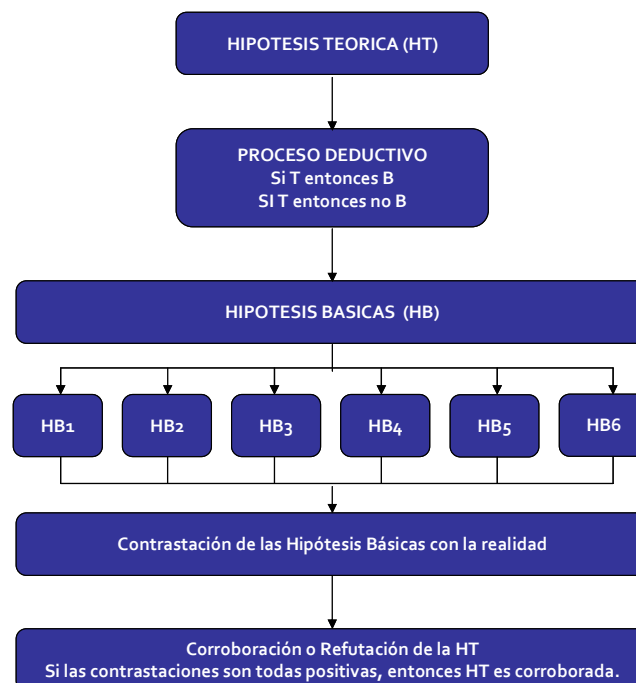 HIPOTESIS TEORICA (HT)
PROCESO DEDUCTIVO
Si T entonces B
SI T entonces no B
HIPOTESIS BASICAS (HB)
HB1
HB2
HB3
HB4
HB5
HB6
Contrastación de las Hipótesis Básicas con la realidad
Corroboración o Refutación de la HT
Si las contrastaciones son todas positivas, entonces HT es corroborada.